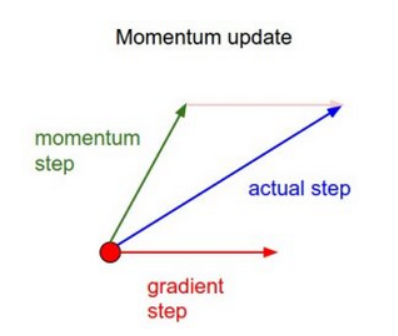 Momentum update
momentum
step
actual step
gradient
step